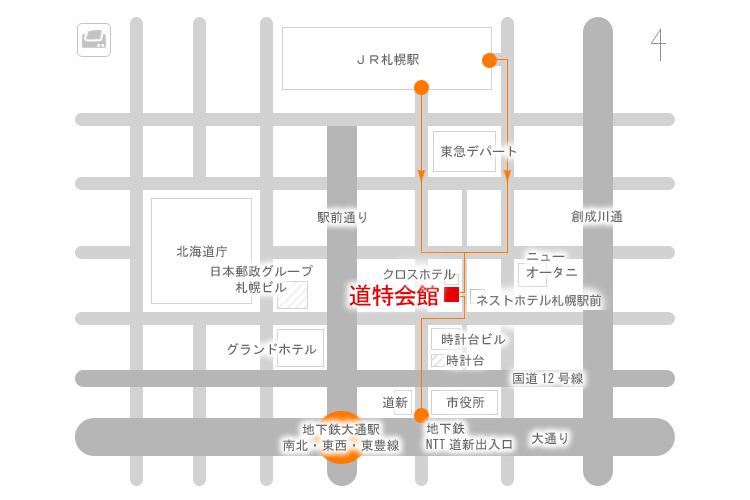 JR札幌駅
東急デパート
駅前通り
創成川通
北海道庁
日本郵政グループ
札幌ビル
クロスホテル
ニュー
オータニ
道特会館
ネストホテル札幌駅前
グランドホテル
時計台ビル
時計台
国道12号線
道新
市役所
地下鉄大通駅
南北・東西・東豊線
地下鉄
NTT道新出入口
大通り